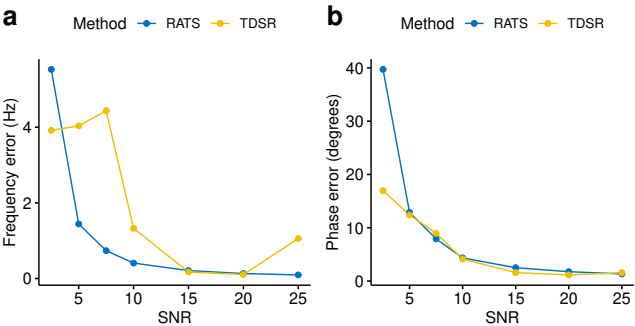 a
Method RATS TDSR
Frequency error (Hz)
4
2
0
5 10 15 20 25
SNR
b
Method RATS TDSR
Phase error (degrees)
40
30
20
10
0
5 10 15 20 25
SNR